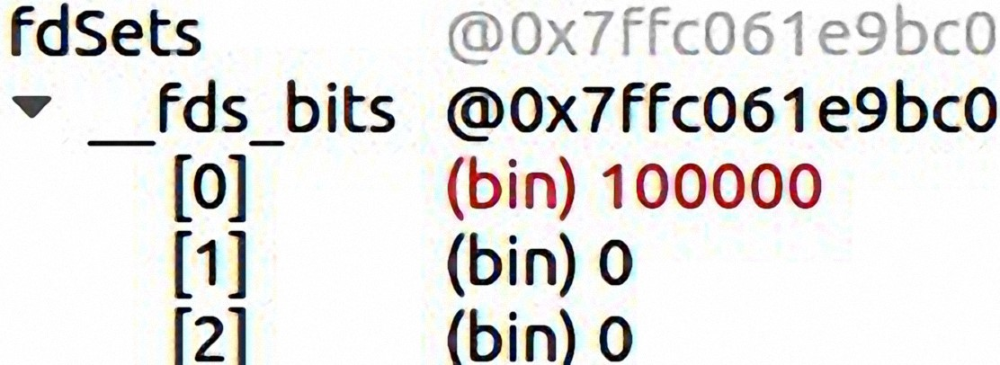 fdSets @0x7ffc061e9bc0
__fds_bits @0x7ffc061e9bc0
[0] (bin) 100000
[1] (bin) 0
[2] (bin) 0